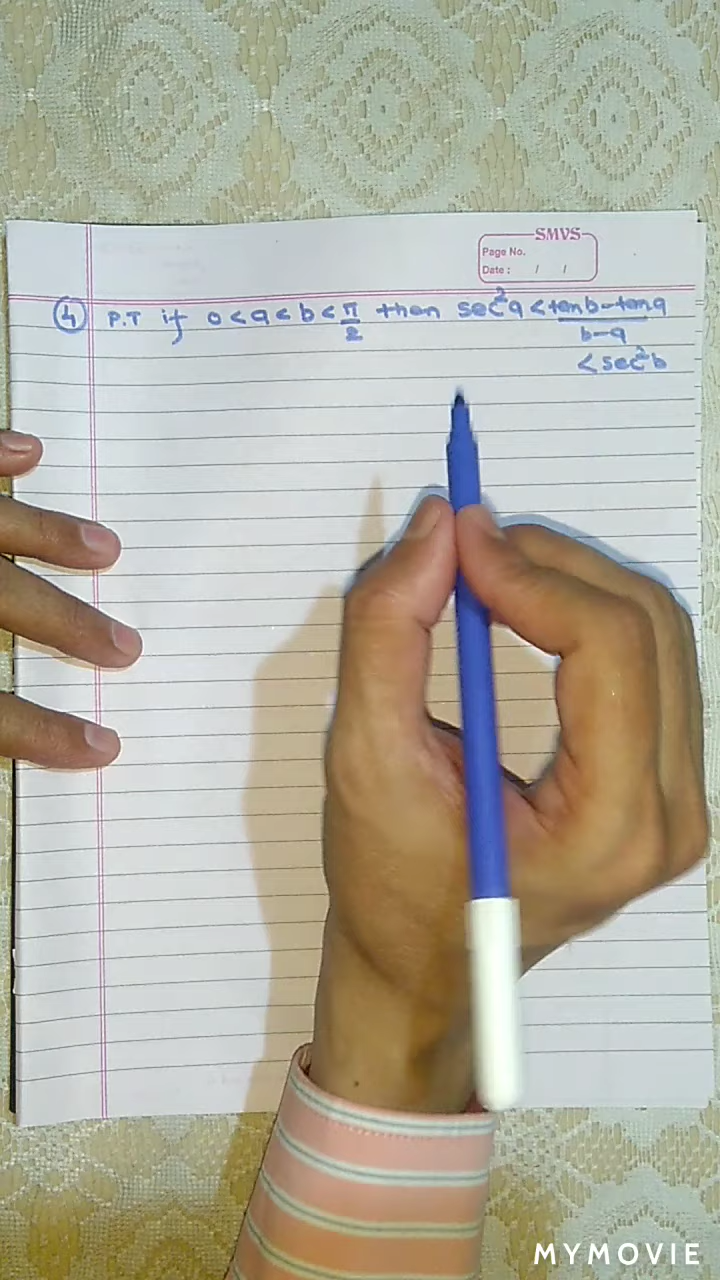 SMVS
Page No.
Date : / /
④ P.T if 0 < a < b < π/2 then sec²a < tanb-tana/b-a
< sec²b
MYMOVIE